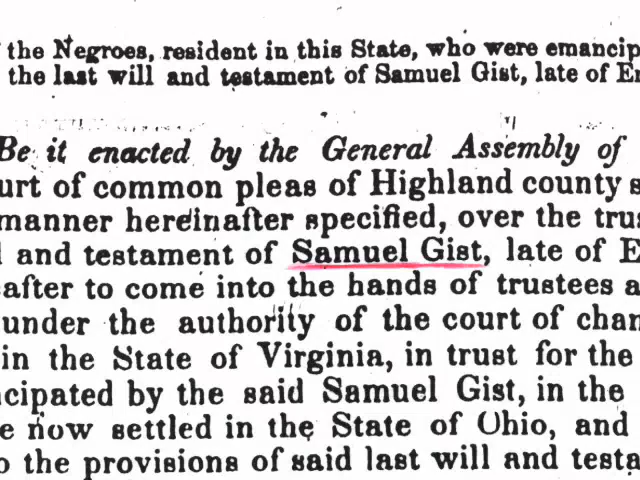 the Negroes, resident in this State, who were emancip
the last will and testament of Samuel Gist, late of En
Be it enacted by the General Assembly of
urt of common pleas of Highland county s
manner hereinafter specified, over the trus
l and testament of Samuel Gist, late of E
after to come into the hands of trustees a
under the authority of the court of chan
in the State of Virginia, in trust for the
cipated by the said Samuel Gist, in the
e now settled in the State of Ohio, and
o the provisions of said last will and testa